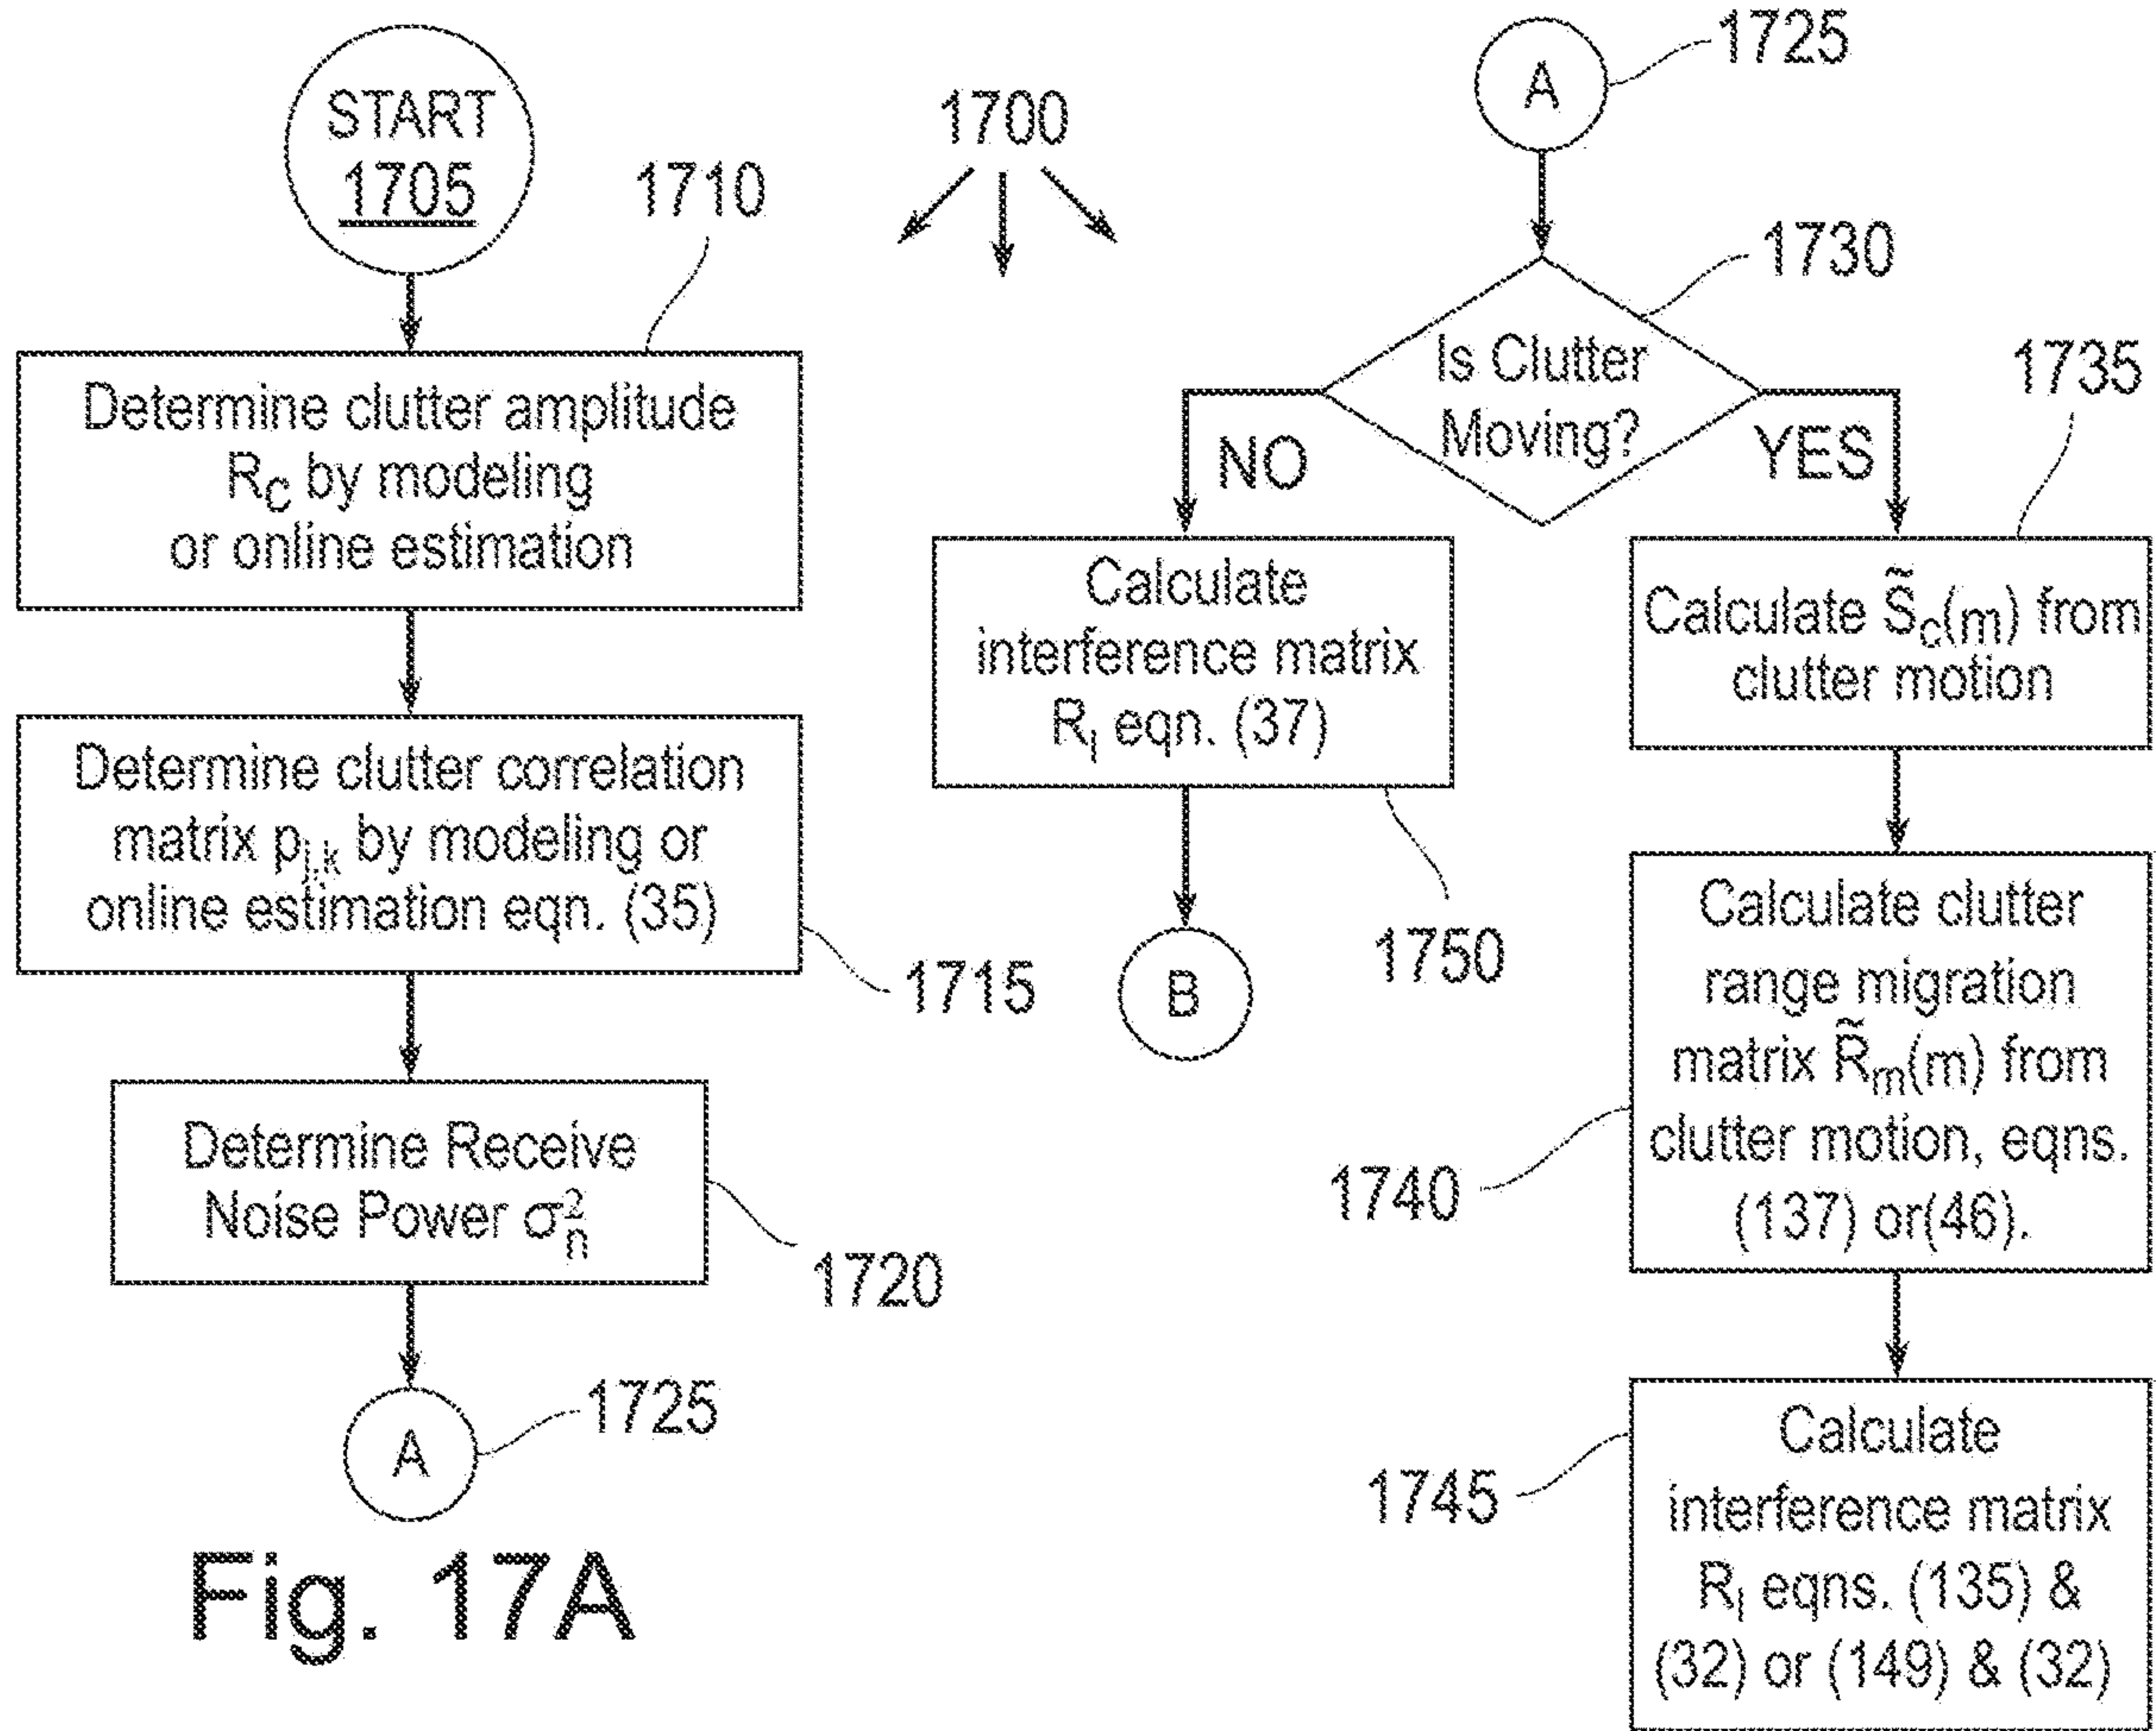 START
1705
1710
Determine clutter amplitude
R_C by modeling
or online estimation
Determine clutter correlation
matrix p_j,k by modeling or
online estimation eqn. (35)
1715
Determine Receive
Noise Power σ²_n
1720
A
1725
Fig. 17A
1700
A
1725
1730
Is Clutter
Moving?
NO
YES
Calculate
interference matrix
R_I eqn. (37)
1750
B
1735
Calculate S̃_c(m) from
clutter motion
Calculate clutter
range migration
matrix R̃_m(m) from
clutter motion, eqns.
(137) or(46).
1740
Calculate
interference matrix
R_I eqns. (135) &
(32) or (149) & (32)
1745